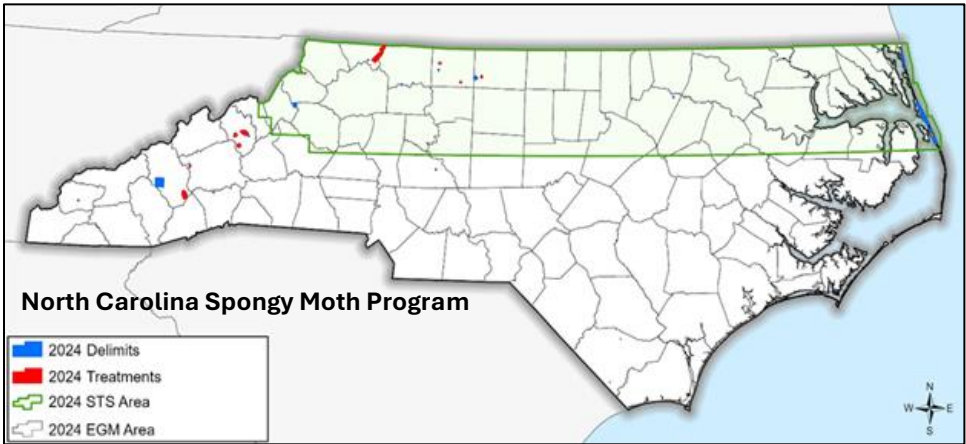 North Carolina Spongy Moth Program
2024 Delimits
2024 Treatments
2024 STS Area
2024 EGM Area
N
W E
S